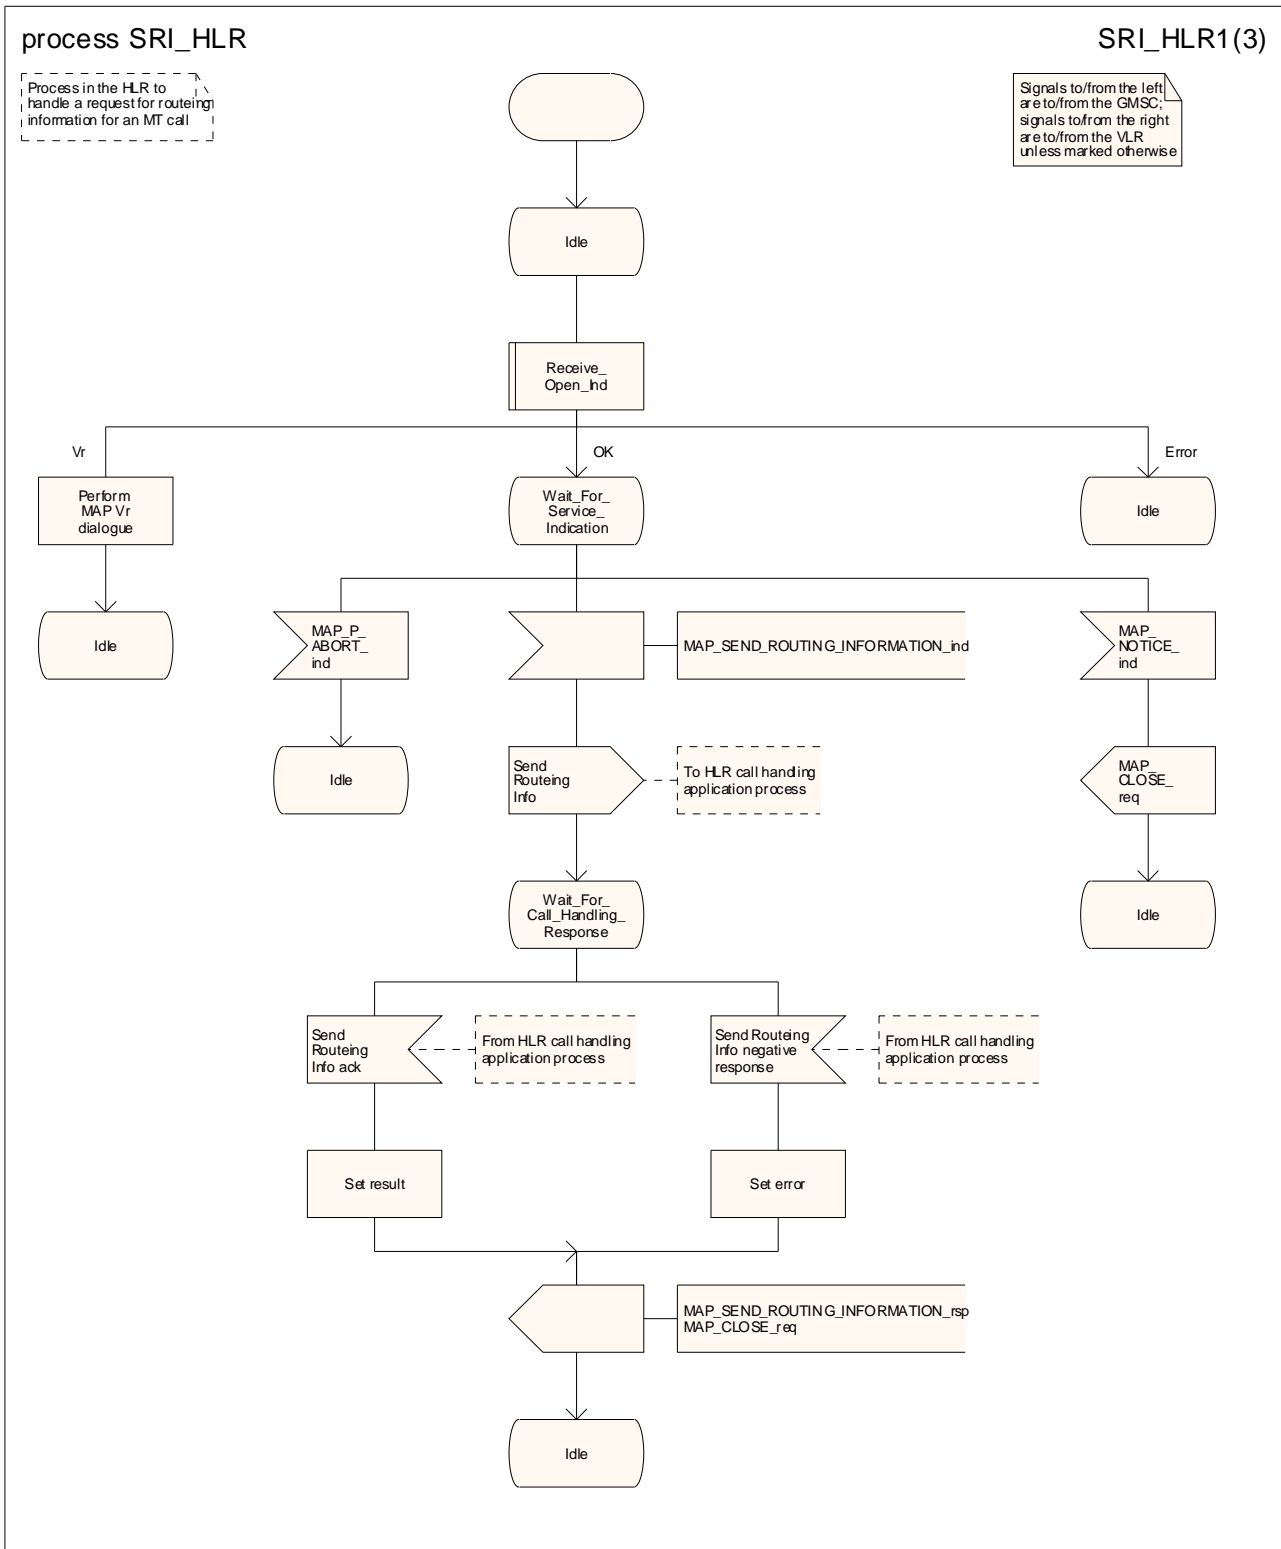 process SRI_HLR
SRI_HLR1(3)
Process in the HLR to
handle a request for routeing
information for an MT call
Signals to/from the left
are to/from the GMSC;
signals to/from the right
are to/from the VLR
unless marked otherwise
Idle
Receive_
Open_Ind
Vr
OK
Error
Perform
MAP Vr
dialogue
Wait_For_
Service_
Indication
Idle
Idle
MAP_P_
ABORT_
ind
MAP_SEND_ROUTING_INFORMATION_ind
MAP_
NOTICE_
ind
Idle
Send
Routeing
Info
To HLR call handling
application process
MAP_
CLOSE_
req
Wait_For_
Call_Handling_
Response
Idle
Send
Routeing
Info ack
From HLR call handling
application process
Send Routeing
Info negative
response
From HLR call handling
application process
Set result
Set error
MAP_SEND_ROUTING_INFORMATION_rsp
MAP_CLOSE_req
Idle